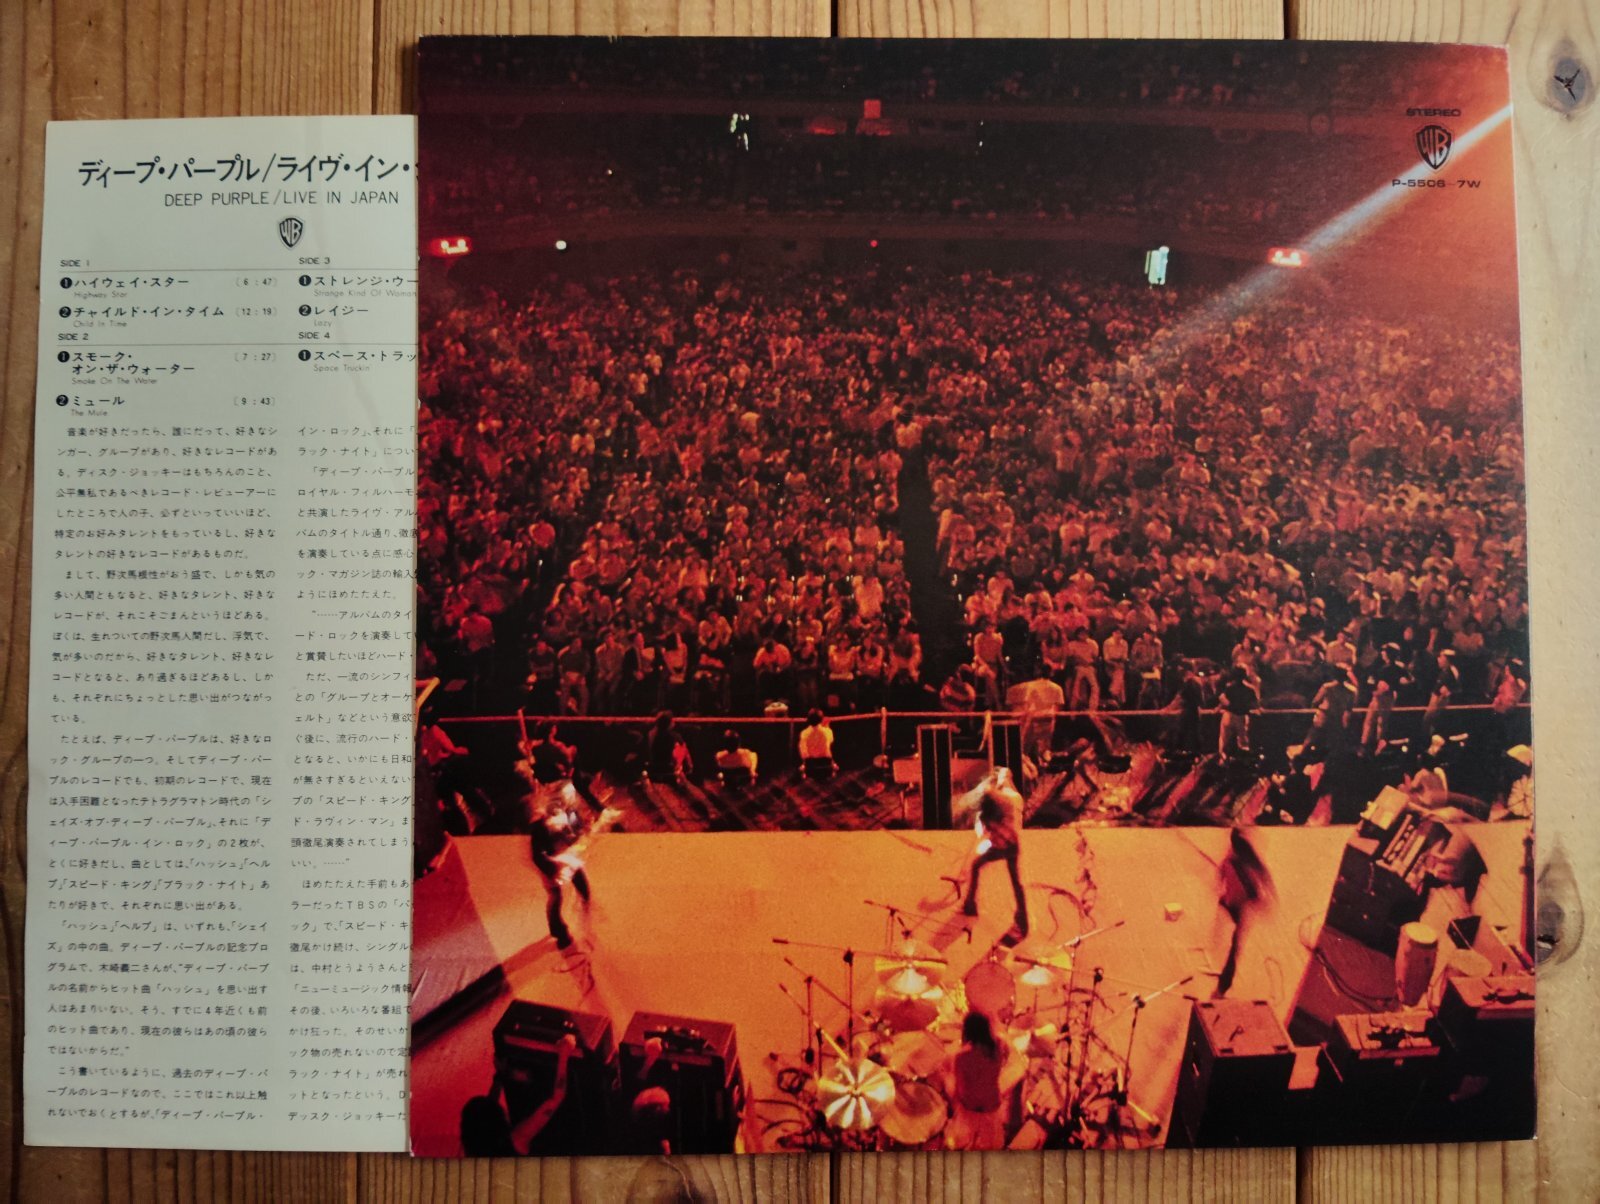 ディープ・パープル/ライヴ・イン・
DEEP PURPLE/LIVE IN JAPAN
WB
SIDE 1
❶ハイウェイ・スター 〔6:47〕
Highway Star
❷チャイルド・イン・タイム 〔12:19〕
Child In Time
SIDE 2
❶スモーク・
オン・ザ・ウォーター 〔7:27〕
Smoke On The Water
❷ミュール 〔9:43〕
The Mule
SIDE 3
❶ストレンジ・ウー
Strange Kind Of Woman
❷レイジー
Lazy
SIDE 4
❶スペース・トラッ
Space Truckin'
音楽が好きだったら、誰にだって、好きなシ
ンガー、グループがあり、好きなレコードがあ
る。ディスク・ジョッキーはもちろんのこと、
公平無私であるべきレコード・レビューアーに
したところで人の子、必ずといっていいほど、
特定のお好みタレントをもっているし、好きな
タレントの好きなレコードがあるものだ。
まして、野次馬根性がおう盛で、しかも気の
多い人間ともなると、好きなタレント、好きな
レコードが、それこそごまんというほどある。
ぼくは、生れついての野次馬人間だし、浮気で、
気が多いのだから、好きなタレント、好きなレ
コードとなると、あり過ぎるほどあるし、しか
も、それぞれにちょっとした思い出がつながっ
ている。
たとえば、ディープ・パープルは、好きなロ
ック・グループの一つ。そしてディープ・パー
プルのレコードでも、初期のレコードで、現在
は入手困難となったテトラグラマトン時代の「シ
ェイズ・オブ・ディープ・パープル」、それに「デ
ィープ・パープル・イン・ロック」の2枚が、
とくに好きだし、曲としては、「ハッシュ」「ヘル
プ」「スピード・キング」「ブラック・ナイト」あ
たりが好きで、それぞれに思い出がある。
「ハッシュ」「ヘルプ」は、いずれも、「シェイ
ズ」の中の曲。ディープ・パープルの記念プロ
グラムで、木崎義二さんが、“ディープ・パープ
ルの名前からヒット曲「ハッシュ」を思い出す
人はあまりいない。そう、すでに4年近くも前
のヒット曲であり、現在の彼らはあの頃の彼ら
ではないからだ。”
こう書いているように、過去のディープ・パ
ープルのレコードなので、ここではこれ以上触
れないでおくとするが、「ディープ・パープル・
イン・ロック」、それに「
ラック・ナイト」につい
「ディープ・パープル
ロイヤル・フィルハーモ
と共演したライヴ・アル
バムのタイトル通り、徹底
を演奏している点に感心
ック・マガジン誌の輸入
ようにほめたたえた。
“……アルバムのタイ
ード・ロックを演奏して
と賞賛したいほどハード・
ただ、一流のシンフィ
との「グループとオーケ
ェルト」などという意欲
ぐ後に、流行のハード・
となると、いかにも日和
が無さすぎるといえない
プの「スピード・キング」
ド・ラヴィン・マン」ま
頭徹尾演奏されてしまう
いい。……”
ほめたたえた手前もあ
ラーだったTBSの「パ
ック」で、「スピード・キ
徹尾かけ続け、シングル
は、中村とうようさんと
「ニューミュージック情報
その後、いろいろな番組で
かけ狂った。そのせいか
ック物の売れないので定
ラック・ナイト」が売れ
ットとなったという。D
デッスク・ジョッキーた
STEREO
WB
P-5506~7W